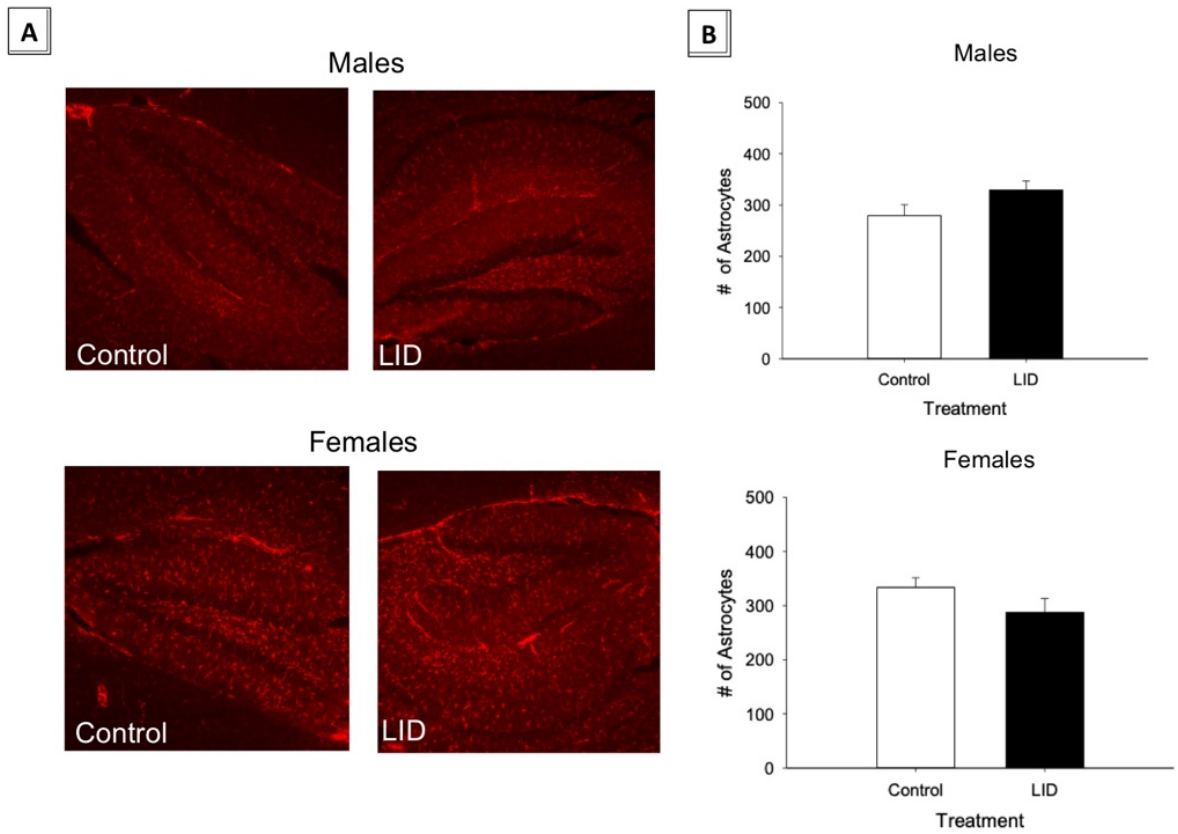 A
Males
Control
LID
Females
Control
LID
B
Males
500
400
300
200
100
0
# of Astrocytes
Control
LID
Treatment
Females
500
400
300
200
100
0
# of Astrocytes
Control
LID
Treatment